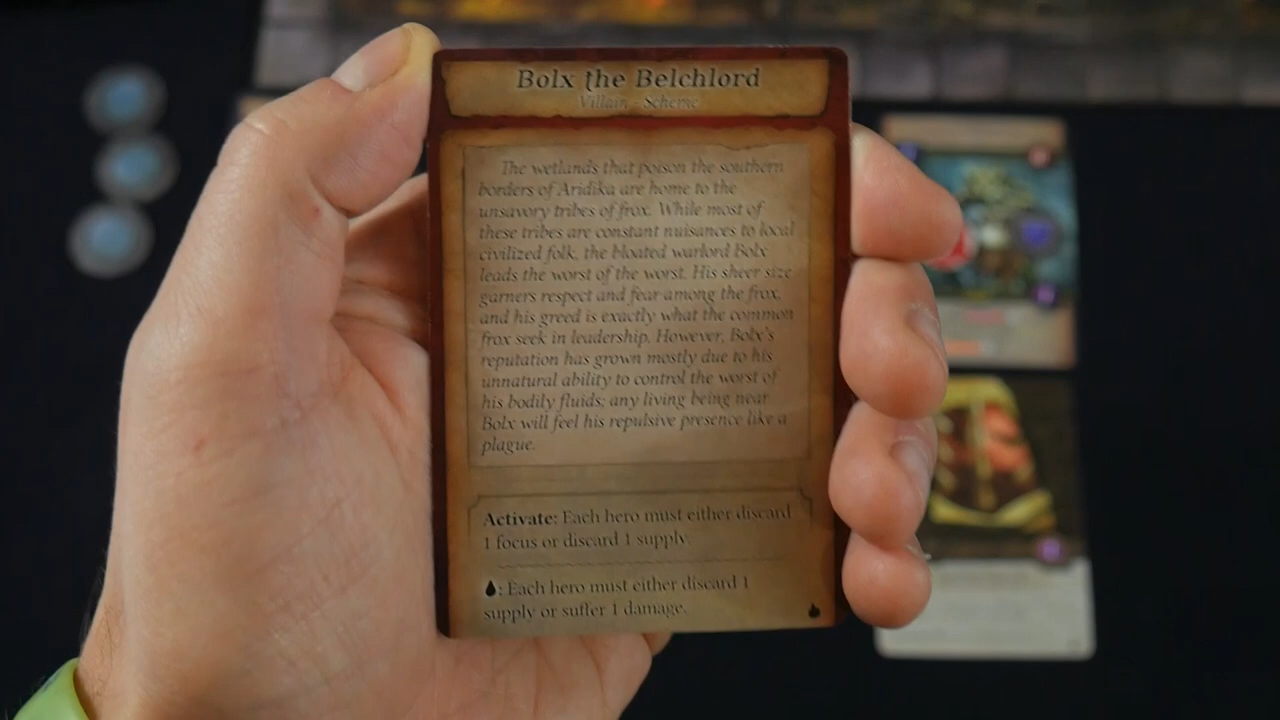 Bolx the Belchlord
Villain - Scheme
The wetlands that poison the southern
borders of Aridika are home to the
unsavory tribes of frox. While most of
these tribes are constant nuisances to local
civilized folk, the bloated warlord Bolx
leads the worst of the worst. His sheer size
garners respect and fear among the frox,
and his greed is exactly what the common
frox seek in leadership. However, Bolx's
reputation has grown mostly due to his
unnatural ability to control the worst of
his bodily fluids; any living being near
Bolx will feel his repulsive presence like a
plague.
Activate: Each hero must either discard
1 focus or discard 1 supply.
: Each hero must either discard 1
supply or suffer 1 damage.